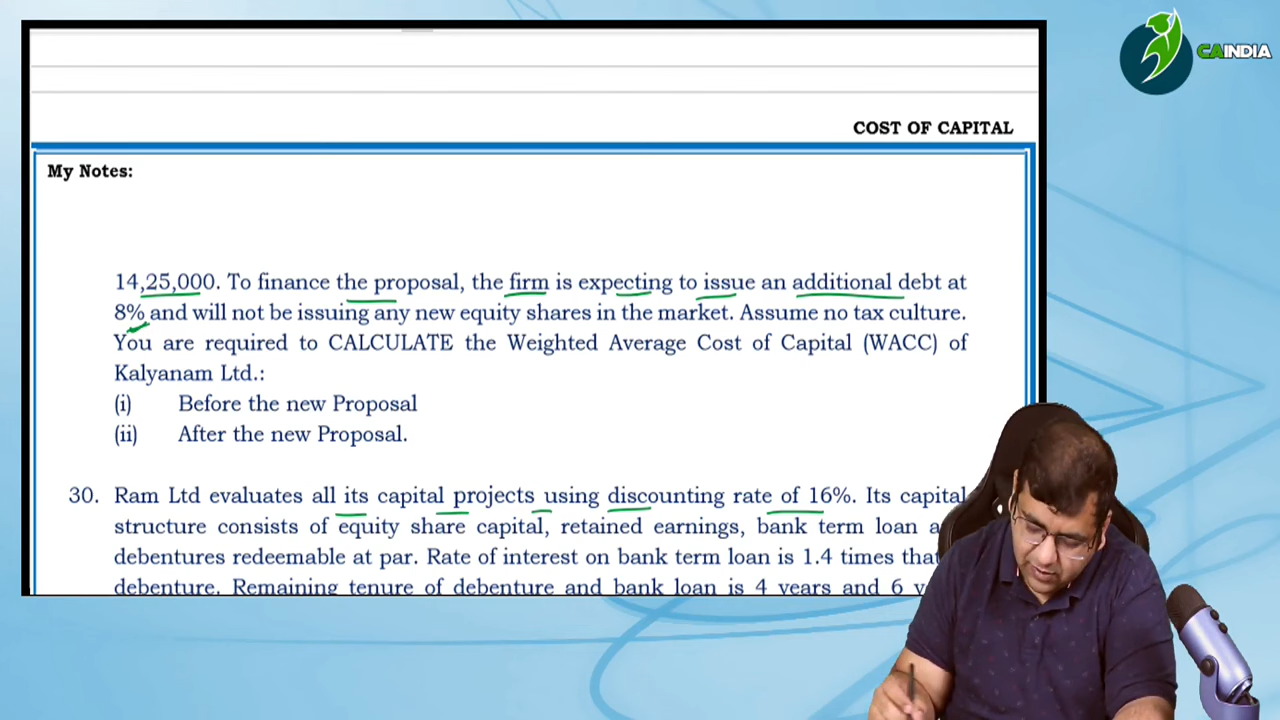 CAINDIA
COST OF CAPITAL
My Notes:
14,25,000. To finance the proposal, the firm is expecting to issue an additional debt at
8% and will not be issuing any new equity shares in the market. Assume no tax culture.
You are required to CALCULATE the Weighted Average Cost of Capital (WACC) of
Kalyanam Ltd.:
(i) Before the new Proposal
(ii) After the new Proposal.
30. Ram Ltd evaluates all its capital projects using discounting rate of 16%. Its capital
structure consists of equity share capital, retained earnings, bank term loan
debentures redeemable at par. Rate of interest on bank term loan is 1.4 times that
debenture. Remaining tenure of debenture and bank loan is 4 years and 6